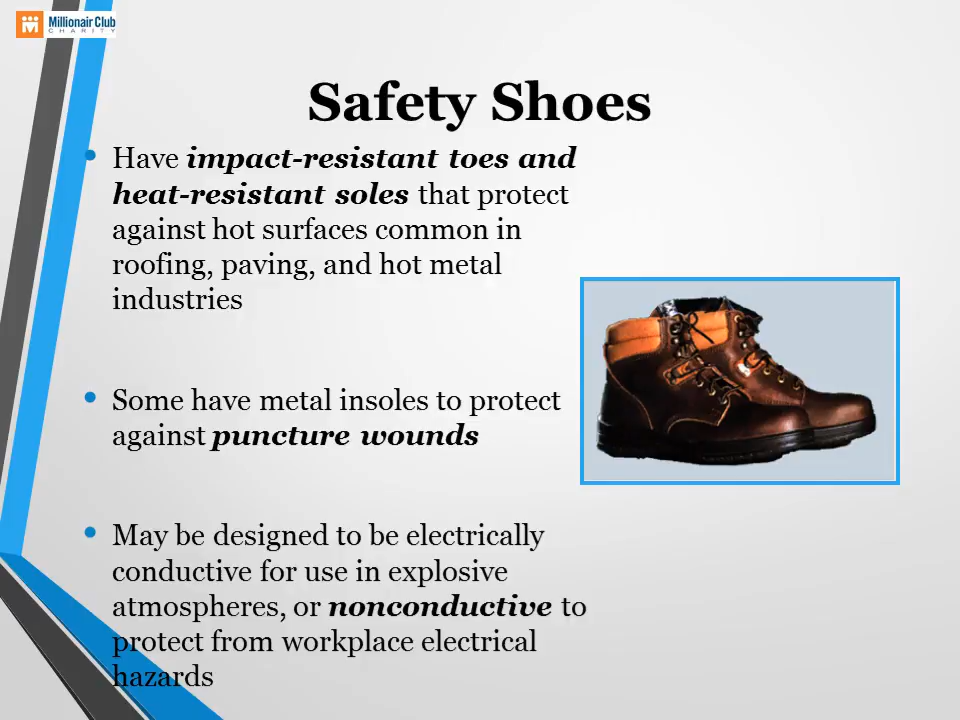 Millionair Club
CHARITY
Safety Shoes
• Have impact-resistant toes and
heat-resistant soles that protect
against hot surfaces common in
roofing, paving, and hot metal
industries
• Some have metal insoles to protect
against puncture wounds
• May be designed to be electrically
conductive for use in explosive
atmospheres, or nonconductive to
protect from workplace electrical
hazards